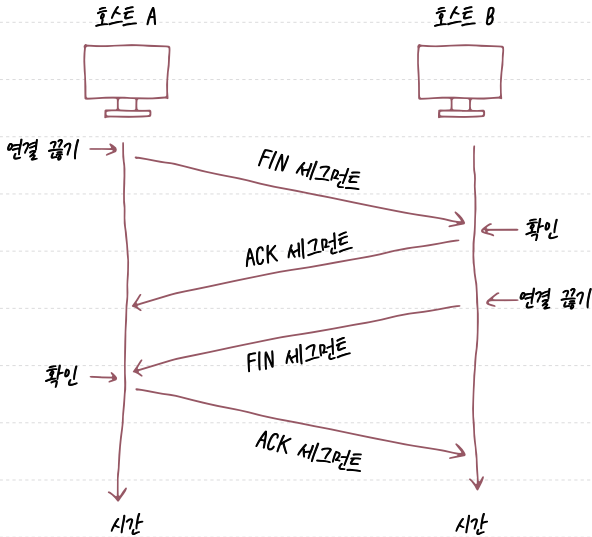 호스트 A
호스트 B
연결 끊기
FIN 세그먼트
확인
ACK 세그먼트
연결 끊기
FIN 세그먼트
확인
ACK 세그먼트
시간
시간